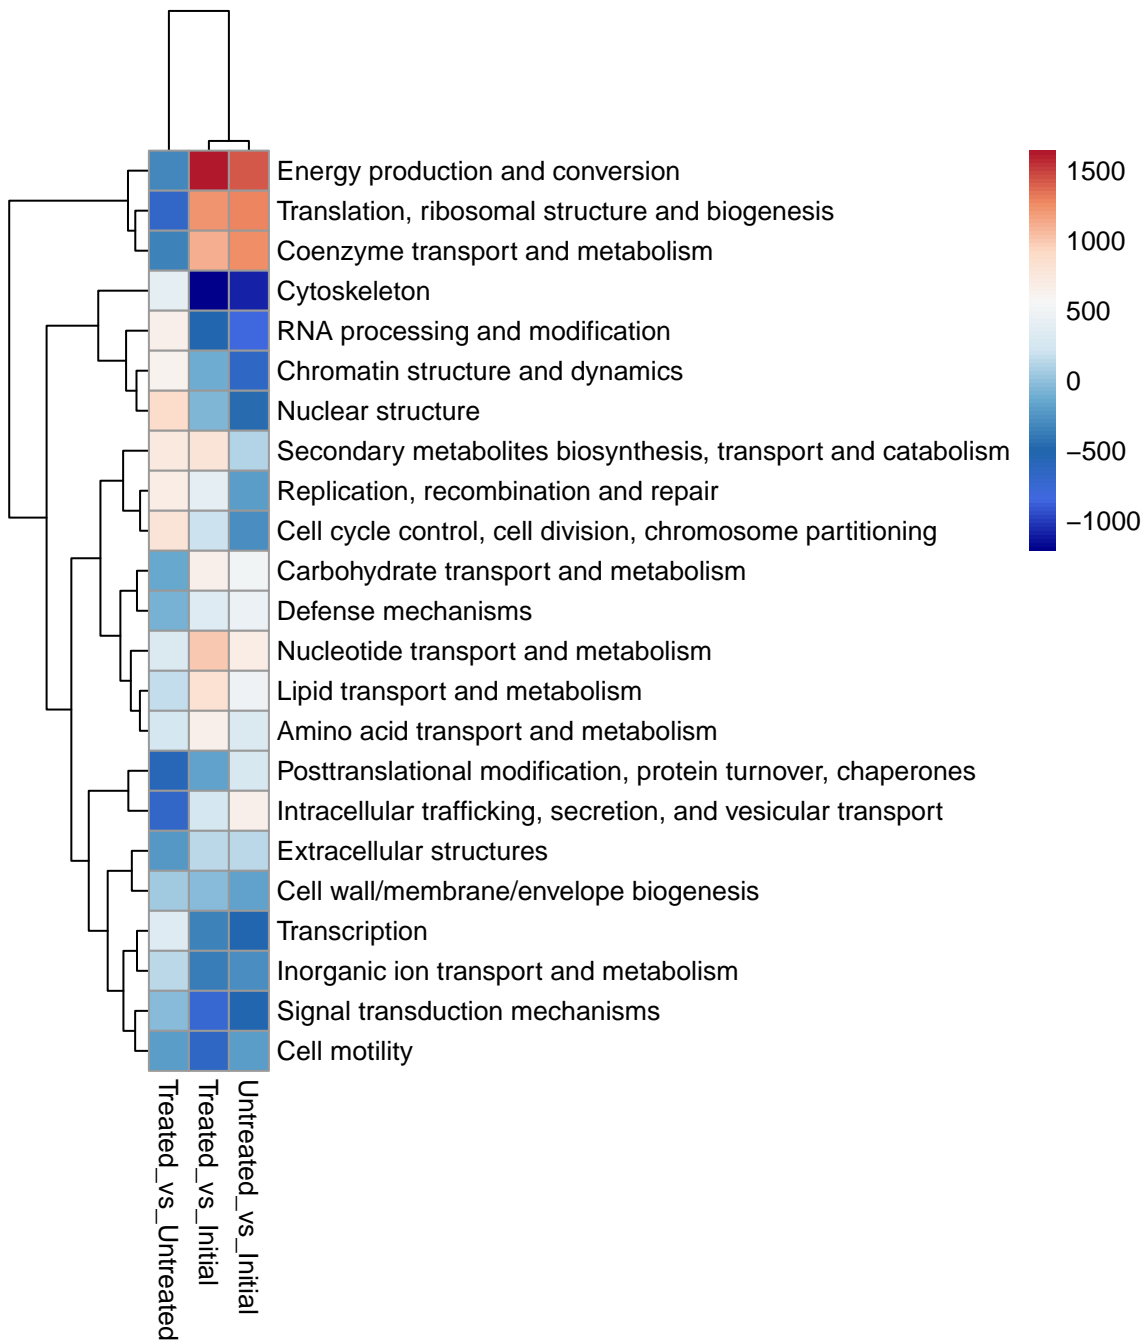 Energy production and conversion
Translation, ribosomal structure and biogenesis
Coenzyme transport and metabolism
Cytoskeleton
RNA processing and modification
Chromatin structure and dynamics
Nuclear structure
Secondary metabolites biosynthesis, transport and catabolism
Replication, recombination and repair
Cell cycle control, cell division, chromosome partitioning
Carbohydrate transport and metabolism
Defense mechanisms
Nucleotide transport and metabolism
Lipid transport and metabolism
Amino acid transport and metabolism
Posttranslational modification, protein turnover, chaperones
Intracellular trafficking, secretion, and vesicular transport
Extracellular structures
Cell wall/membrane/envelope biogenesis
Transcription
Inorganic ion transport and metabolism
Signal transduction mechanisms
Cell motility
Treated_vs_Untreated
Treated_vs_Initial
Untreated_vs_Initial
1500
1000
500
0
−500
−1000